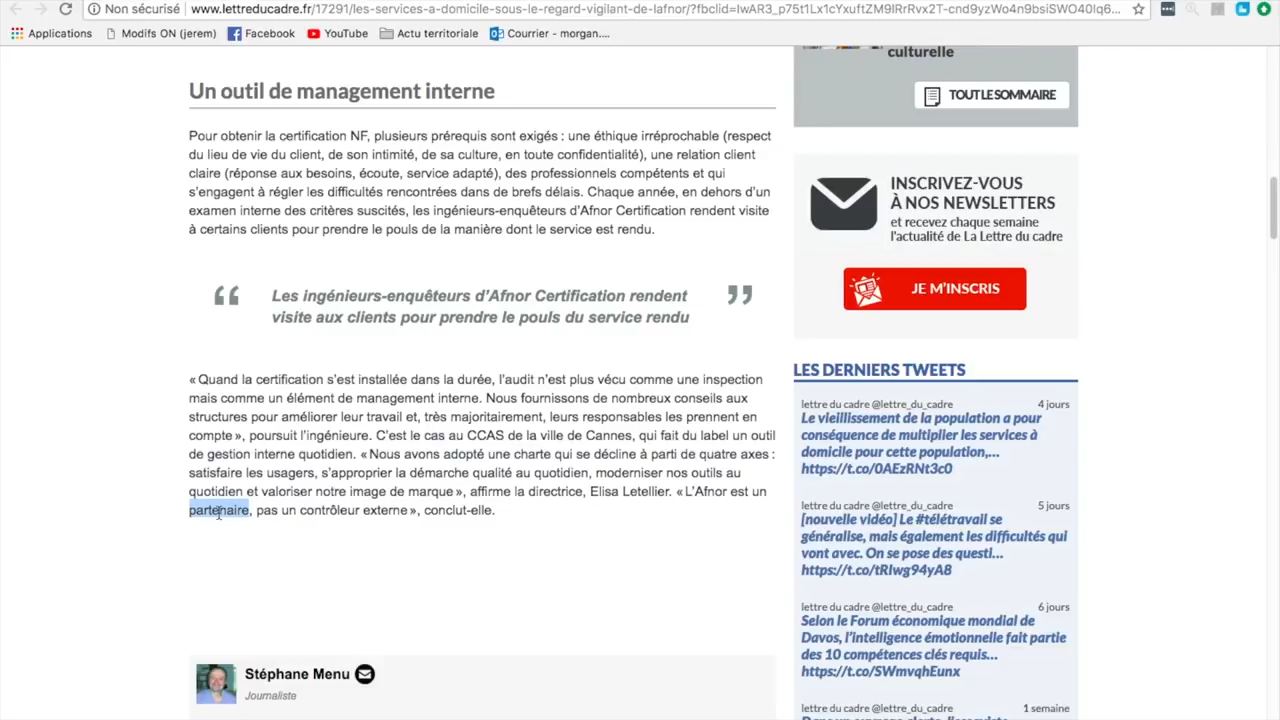 Non sécurisé
www.lettreducadre.fr/17291/les-services-a-domicile-sous-le-regard-vigilant-de-lafnor/?fbclid=IwAR3_p75t1Lx1cYxuftZM9IRrRvx2T-cnd9yzWo4n9bsiSWO40lq6...
Applications
Modifs ON (jerem)
Facebook
YouTube
Actu territoriale
Courrier - morgan....
culturelle
TOUT LE SOMMAIRE
Un outil de management interne
Pour obtenir la certification NF, plusieurs prérequis sont exigés : une éthique irréprochable (respect
du lieu de vie du client, de son intimité, de sa culture, en toute confidentialité), une relation client
claire (réponse aux besoins, écoute, service adapté), des professionnels compétents et qui
s’engagent à régler les difficultés rencontrées dans de brefs délais. Chaque année, en dehors d’un
examen interne des critères suscités, les ingénieurs-enquêteurs d’Afnor Certification rendent visite
à certains clients pour prendre le pouls de la manière dont le service est rendu.
“ Les ingénieurs-enquêteurs d’Afnor Certification rendent ”
visite aux clients pour prendre le pouls du service rendu
« Quand la certification s’est installée dans la durée, l’audit n’est plus vécu comme une inspection
mais comme un élément de management interne. Nous fournissons de nombreux conseils aux
structures pour améliorer leur travail et, très majoritairement, leurs responsables les prennent en
compte », poursuit l’ingénieure. C’est le cas au CCAS de la ville de Cannes, qui fait du label un outil
de gestion interne quotidien. « Nous avons adopté une charte qui se décline à parti de quatre axes :
satisfaire les usagers, s’approprier la démarche qualité au quotidien, moderniser nos outils au
quotidien et valoriser notre image de marque », affirme la directrice, Elisa Letellier. « L’Afnor est un
partenaire, pas un contrôleur externe », conclut-elle.
Stéphane Menu
Journaliste
INSCRIVEZ-VOUS
À NOS NEWSLETTERS
et recevez chaque semaine
l'actualité de La Lettre du cadre
JE M’INSCRIS
LES DERNIERS TWEETS
lettre du cadre @lettre_du_cadre 4 jours
Le vieillissement de la population a pour
conséquence de multiplier les services à
domicile pour cette population,...
https://t.co/0AEzRNt3c0
lettre du cadre @lettre_du_cadre 5 jours
[nouvelle vidéo] Le #télétravail se
généralise, mais également les difficultés qui
vont avec. On se pose des questi...
https://t.co/tRlwg94yA8
lettre du cadre @lettre_du_cadre 6 jours
Selon le Forum économique mondial de
Davos, l’intelligence émotionnelle fait partie
des 10 compétences clés requis...
https://t.co/SWmvqhEunx
lettre du cadre @lettre_du_cadre 1 semaine